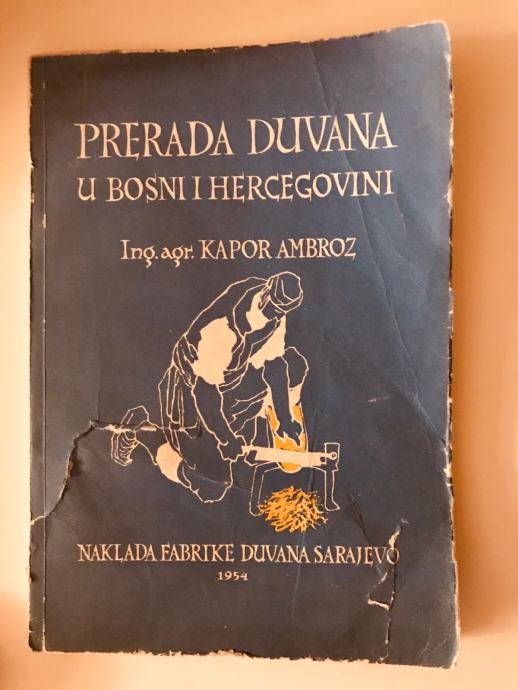 PRERADA DUVANA
U BOSNI I HERCEGOVINI
Ing. agr. KAPOR AMBROZ
NAKLADA FABRIKE DUVANA SARAJEVO
1954